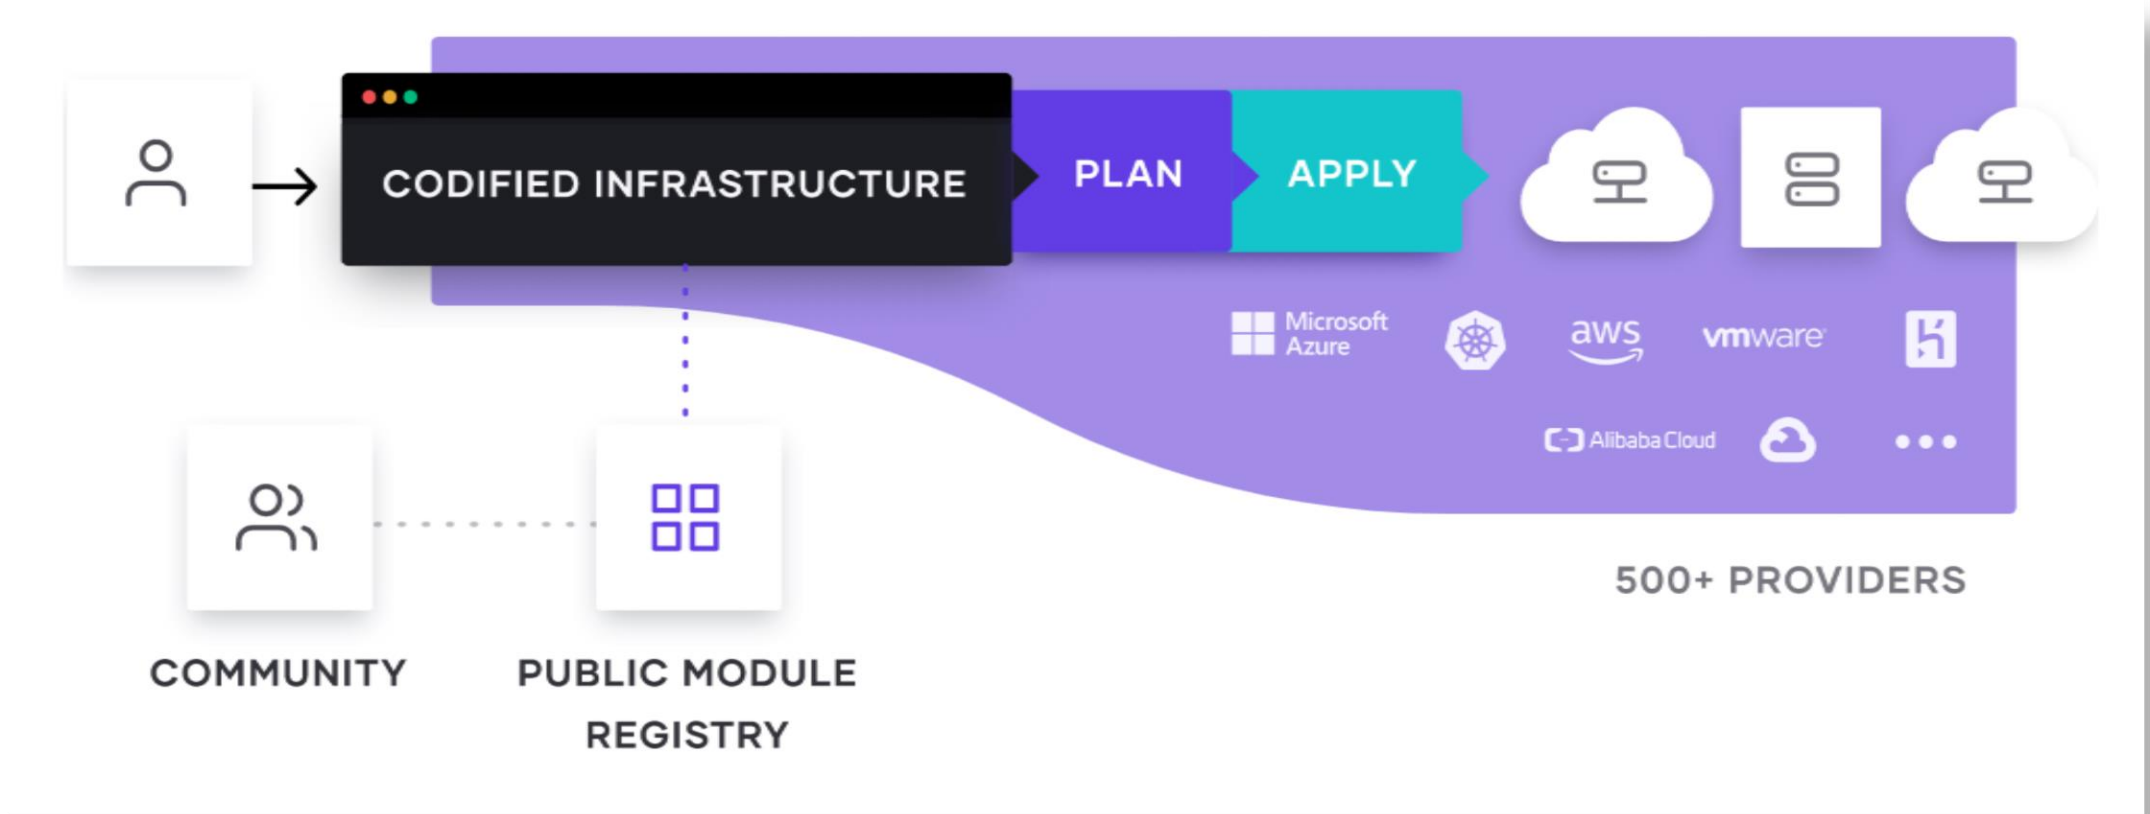 CODIFIED INFRASTRUCTURE
PLAN
APPLY
Microsoft
Azure
aws
vmware
Alibaba Cloud
500+ PROVIDERS
COMMUNITY
PUBLIC MODULE
REGISTRY